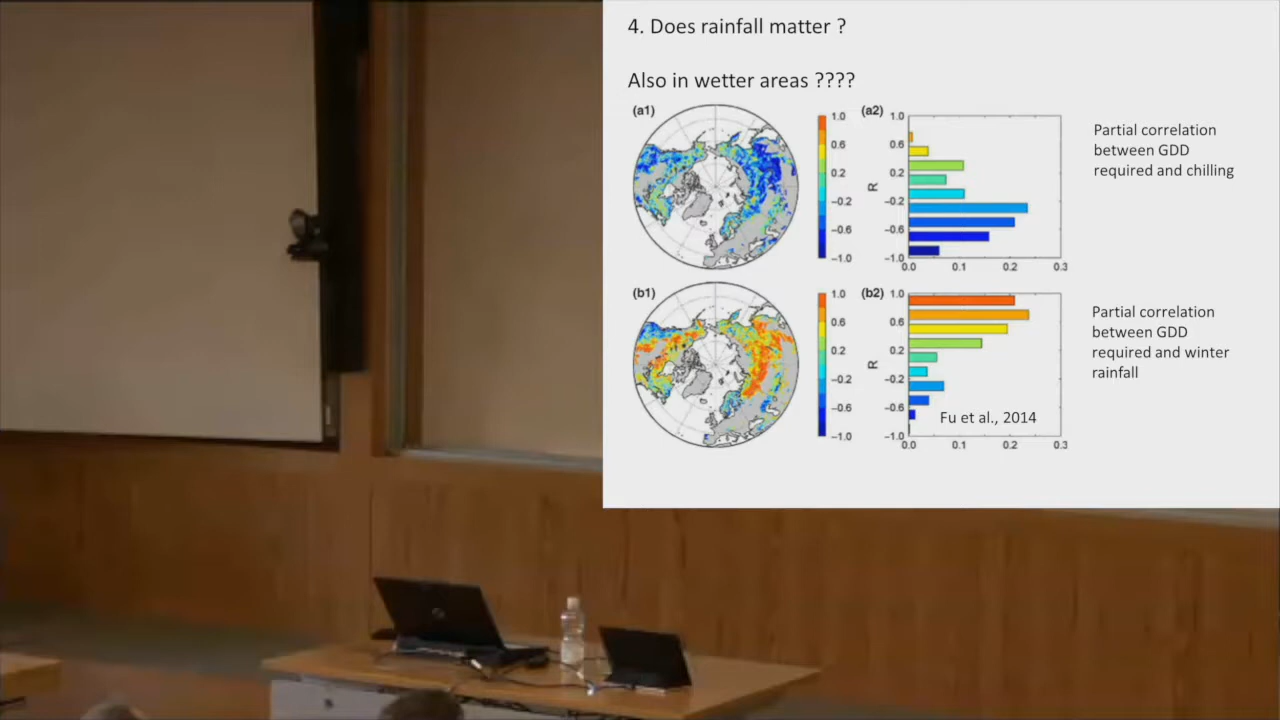 4. Does rainfall matter ?
Also in wetter areas ????
(a1)
1.0
0.6
0.2
−0.2
−0.6
−1.0
(a2)
1.0
0.6
0.2
−0.2
−0.6
−1.0
R
0.0 0.1 0.2 0.3
Partial correlation
between GDD
required and chilling
(b1)
1.0
0.6
0.2
−0.2
−0.6
−1.0
(b2)
1.0
0.6
0.2
−0.2
−0.6
−1.0
R
0.0 0.1 0.2 0.3
Fu et al., 2014
Partial correlation
between GDD
required and winter
rainfall